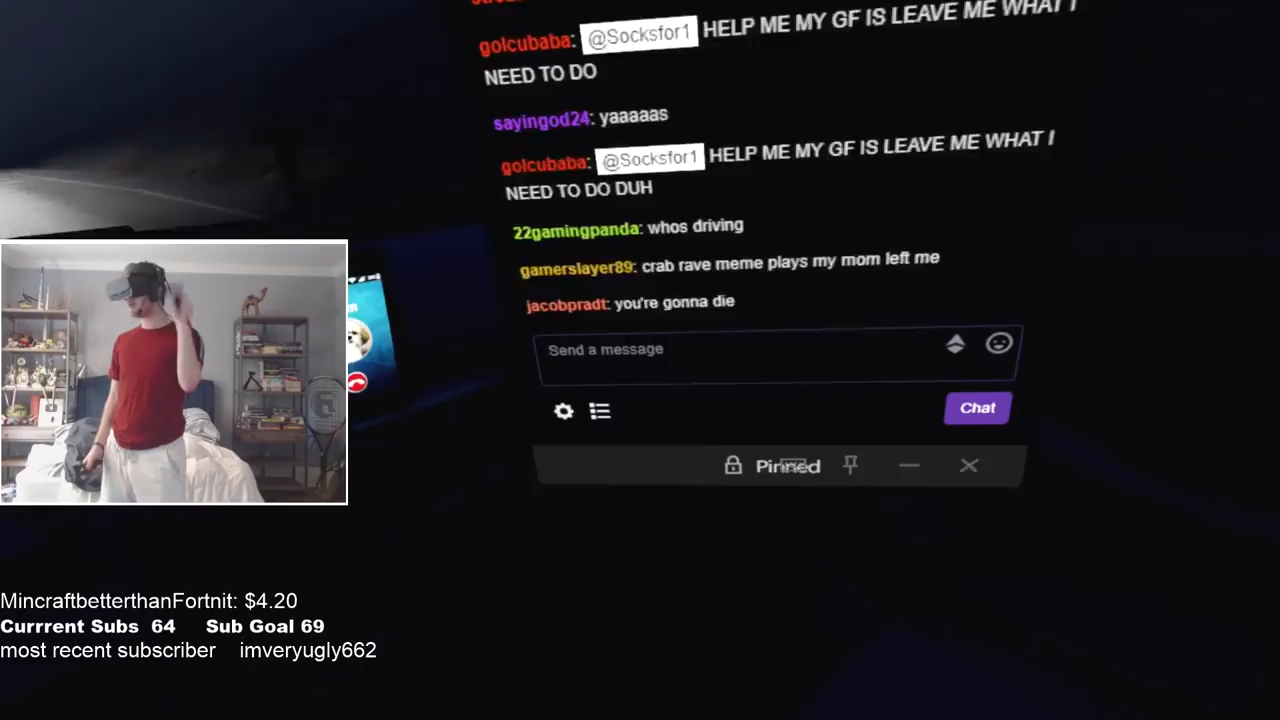 golcubaba: @Socksfor1 HELP ME MY GF IS LEAVE ME WHAT I
NEED TO DO
sayingod24: yaaaaas
golcubaba: @Socksfor1 HELP ME MY GF IS LEAVE ME WHAT I
NEED TO DO DUH
22gamingpanda: whos driving
gamerslayer89: crab rave meme plays my mom left me
jacobpradt: you're gonna die
Send a message
Chat
Pinned
MincraftbetterthanFortnit: $4.20
Currrent Subs 64 Sub Goal 69
most recent subscriber imveryugly662